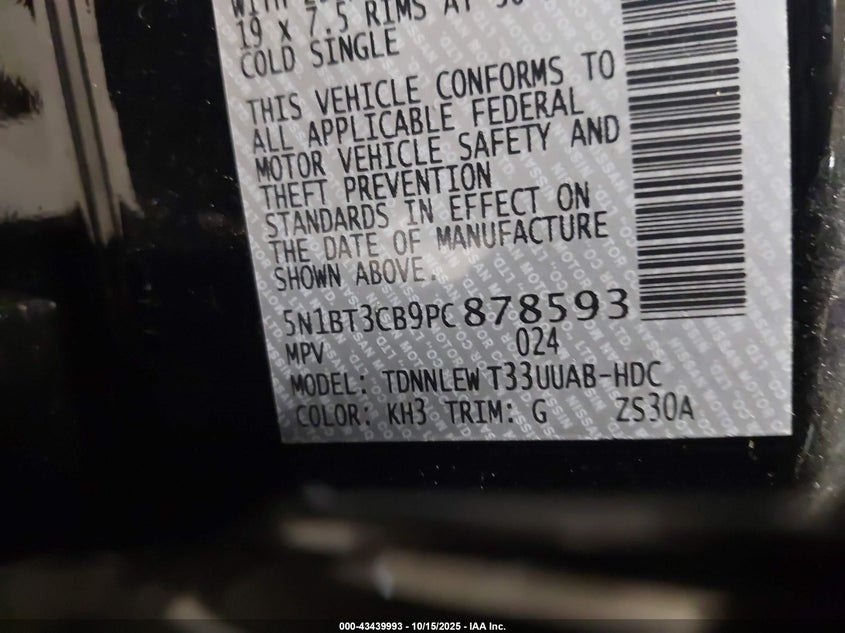 19 X 7.5 RIMS AT
COLD SINGLE
THIS VEHICLE CONFORMS TO
ALL APPLICABLE FEDERAL
MOTOR VEHICLE SAFETY AND
THEFT PREVENTION
STANDARDS IN EFFECT ON
THE DATE OF MANUFACTURE
SHOWN ABOVE.
5N1BT3CB9PC878593
MPV 024
MODEL: TDNNLEW T33UUAB-HDC
COLOR: KH3 TRIM: G ZS30A
000-43439993 - 10/15/2025 - IAA Inc.